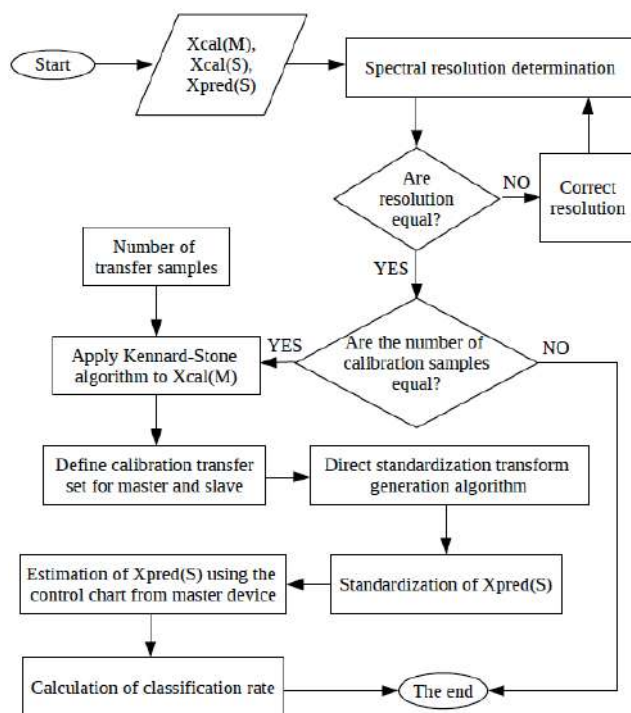 Start
Xcal(M),
Xcal(S),
Xpred(S)
Spectral resolution determination
Are
resolution
equal?
NO
Correct
resolution
YES
Number of
transfer samples
Are the number of
calibration samples
equal?
YES
NO
Apply Kennard-Stone
algorithm to Xcal(M)
Define calibration transfer
set for master and slave
Direct standardization transform
generation algorithm
Standardization of Xpred(S)
Estimation of Xpred(S) using the
control chart from master device
Calculation of classification rate
The end